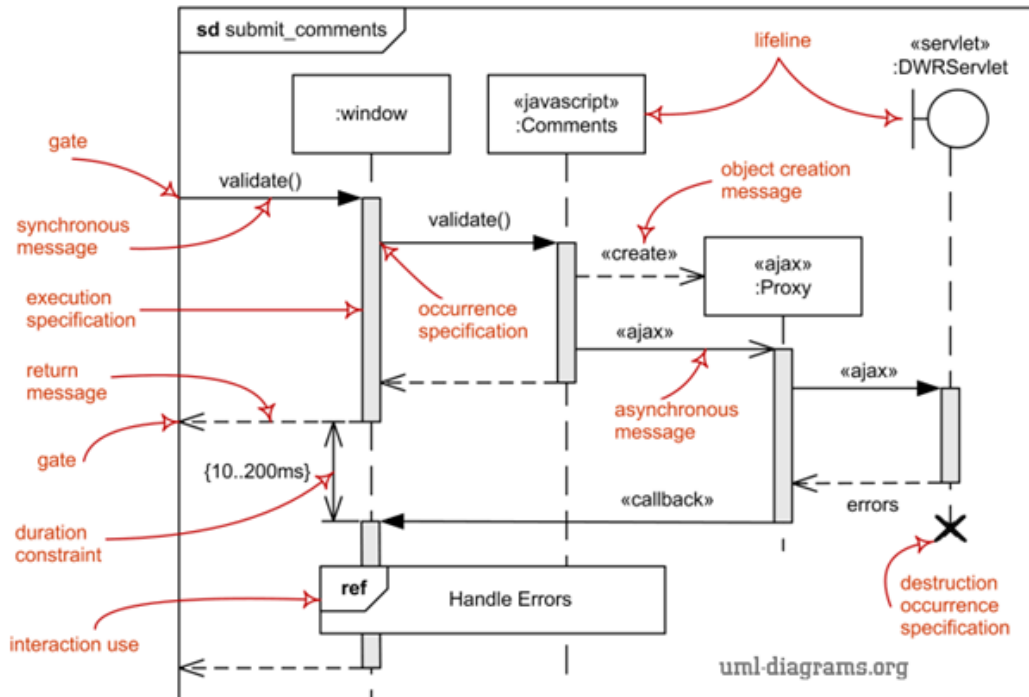 sd submit_comments
lifeline
«servlet»
:DWRServlet
:window
«javascript»
:Comments
gate
validate()
object creation
message
synchronous
message
validate()
«create»
«ajax»
:Proxy
execution
specification
occurrence
specification
«ajax»
return
message
«ajax»
asynchronous
message
gate
{10..200ms}
«callback»
errors
duration
constraint
ref
Handle Errors
destruction
occurrence
specification
interaction use
uml-diagrams.org